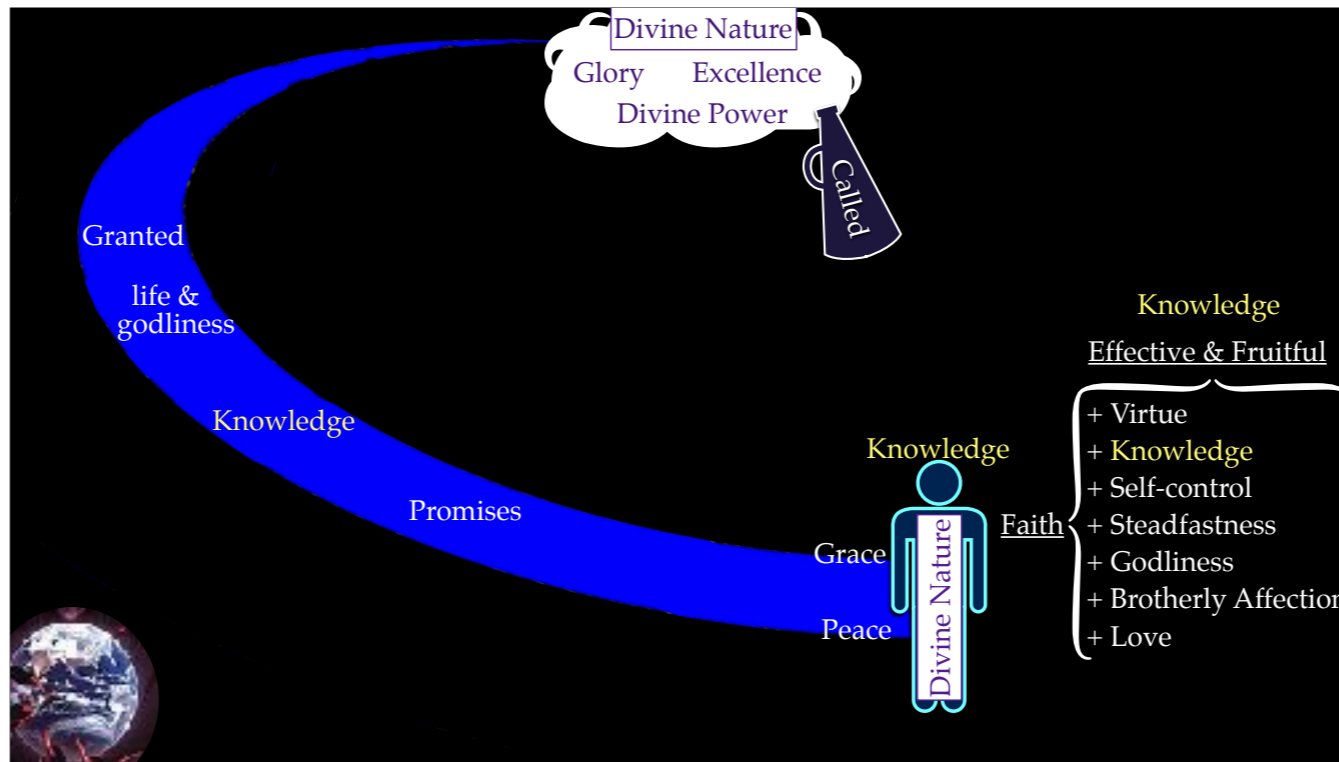 Divine Nature
Glory Excellence
Divine Power
Called
Granted
life &
godliness
Knowledge
Promises
Grace
Peace
Knowledge
Divine Nature
Faith
Knowledge
Effective & Fruitful
+ Virtue
+ Knowledge
+ Self-control
+ Steadfastness
+ Godliness
+ Brotherly Affection
+ Love